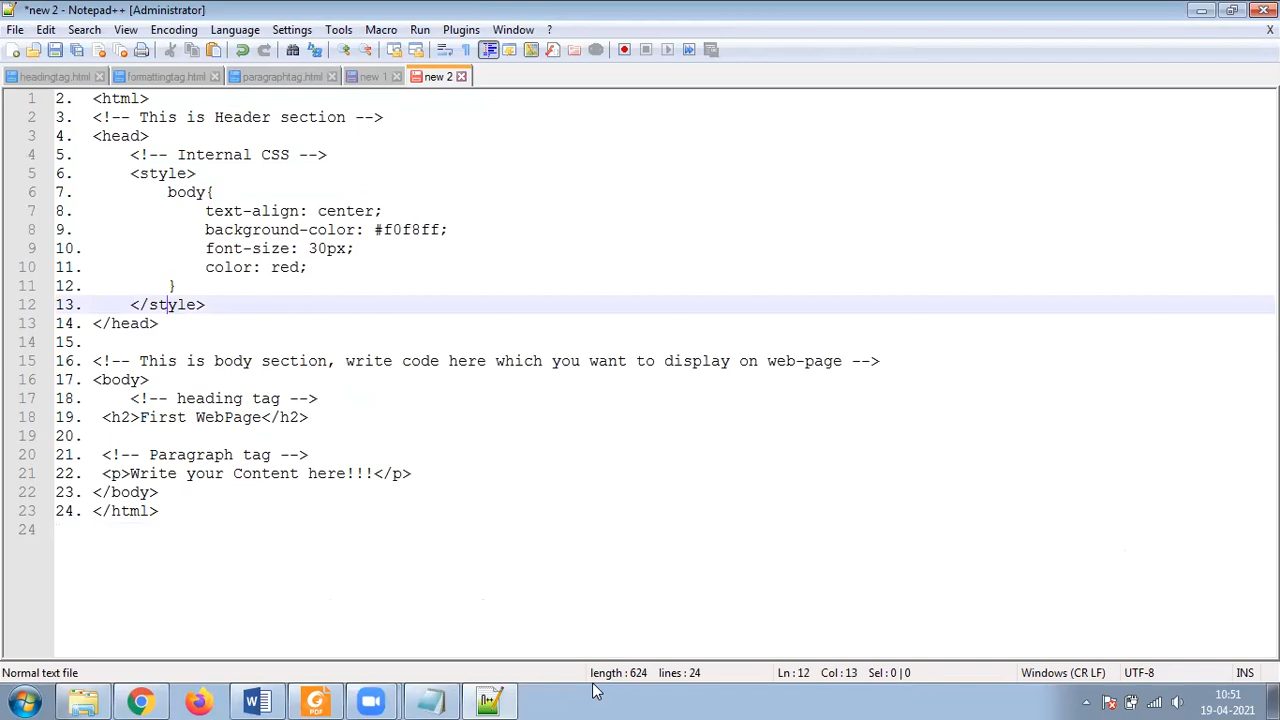 *new 2 - Notepad++ [Administrator]
File Edit Search View Encoding Language Settings Tools Macro Run Plugins Window ? X
headingtag.html formattingtag.html paragraphtag.html new 1 new 2
1 2. <html>
2 3. <!-- This is Header section -->
3 4. <head>
4 5. <!-- Internal CSS -->
5 6. <style>
6 7. body{
7 8. text-align: center;
8 9. background-color: #f0f8ff;
9 10. font-size: 30px;
10 11. color: red;
11 12. }
12 13. </style>
13 14. </head>
14 15.
15 16. <!-- This is body section, write code here which you want to display on web-page -->
16 17. <body>
17 18. <!-- heading tag -->
18 19. <h2>First WebPage</h2>
19 20.
20 21. <!-- Paragraph tag -->
21 22. <p>Write your Content here!!!</p>
22 23. </body>
23 24. </html>
24
Normal text file length : 624 lines : 24 Ln : 12 Col : 13 Sel : 0 | 0 Windows (CR LF) UTF-8 INS
PDF
10:51
19-04-2021